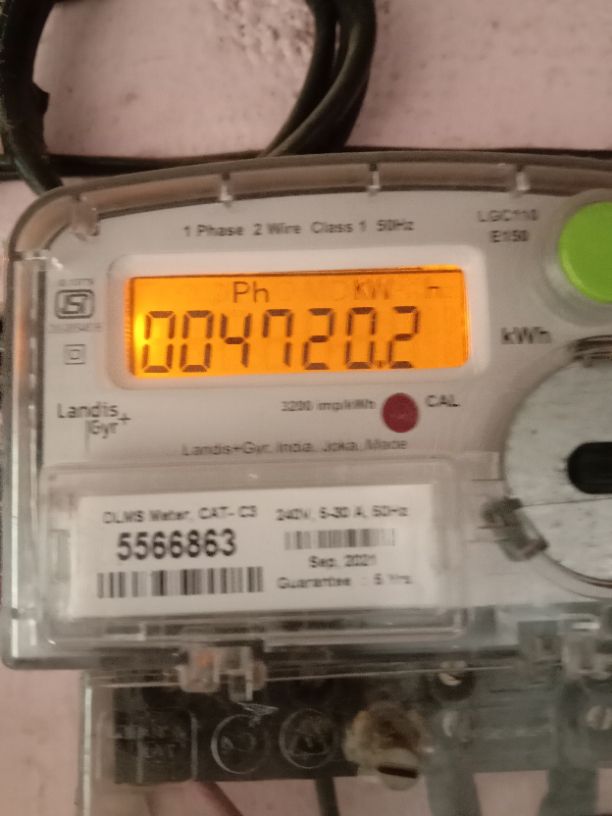 1 Phase 2 Wire Class 1 50Hz
LGC110
E150
Ph kW h
004720.2
kWh
3200 imp/kWh
CAL
Landis
Gyr+
Landis+Gyr, India, Joka, Made
DLMS Meter, CAT- C3
240V, 5-30 A, 50Hz
5566863
Sep, 2021
Guarantee : 5 Yrs